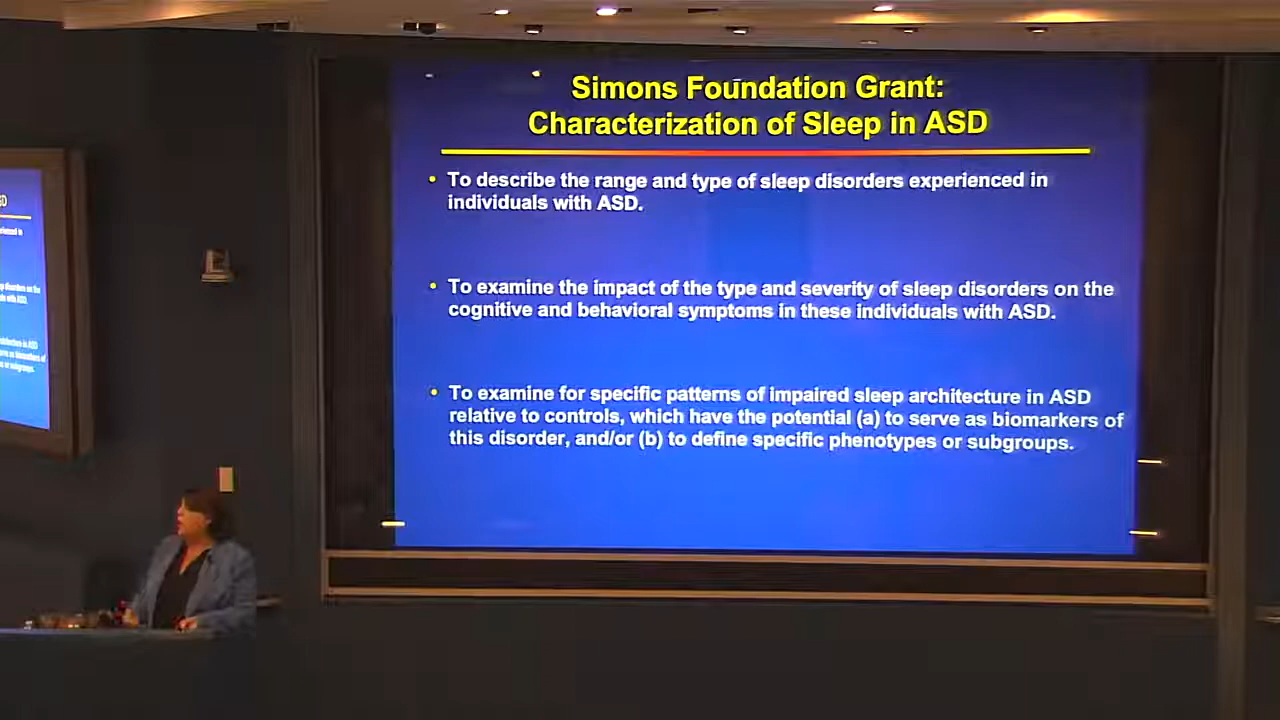 Simons Foundation Grant:
Characterization of Sleep in ASD
• To describe the range and type of sleep disorders experienced in
individuals with ASD.
• To examine the impact of the type and severity of sleep disorders on the
cognitive and behavioral symptoms in these individuals with ASD.
• To examine for specific patterns of impaired sleep architecture in ASD
relative to controls, which have the potential (a) to serve as biomarkers of
this disorder, and/or (b) to define specific phenotypes or subgroups.